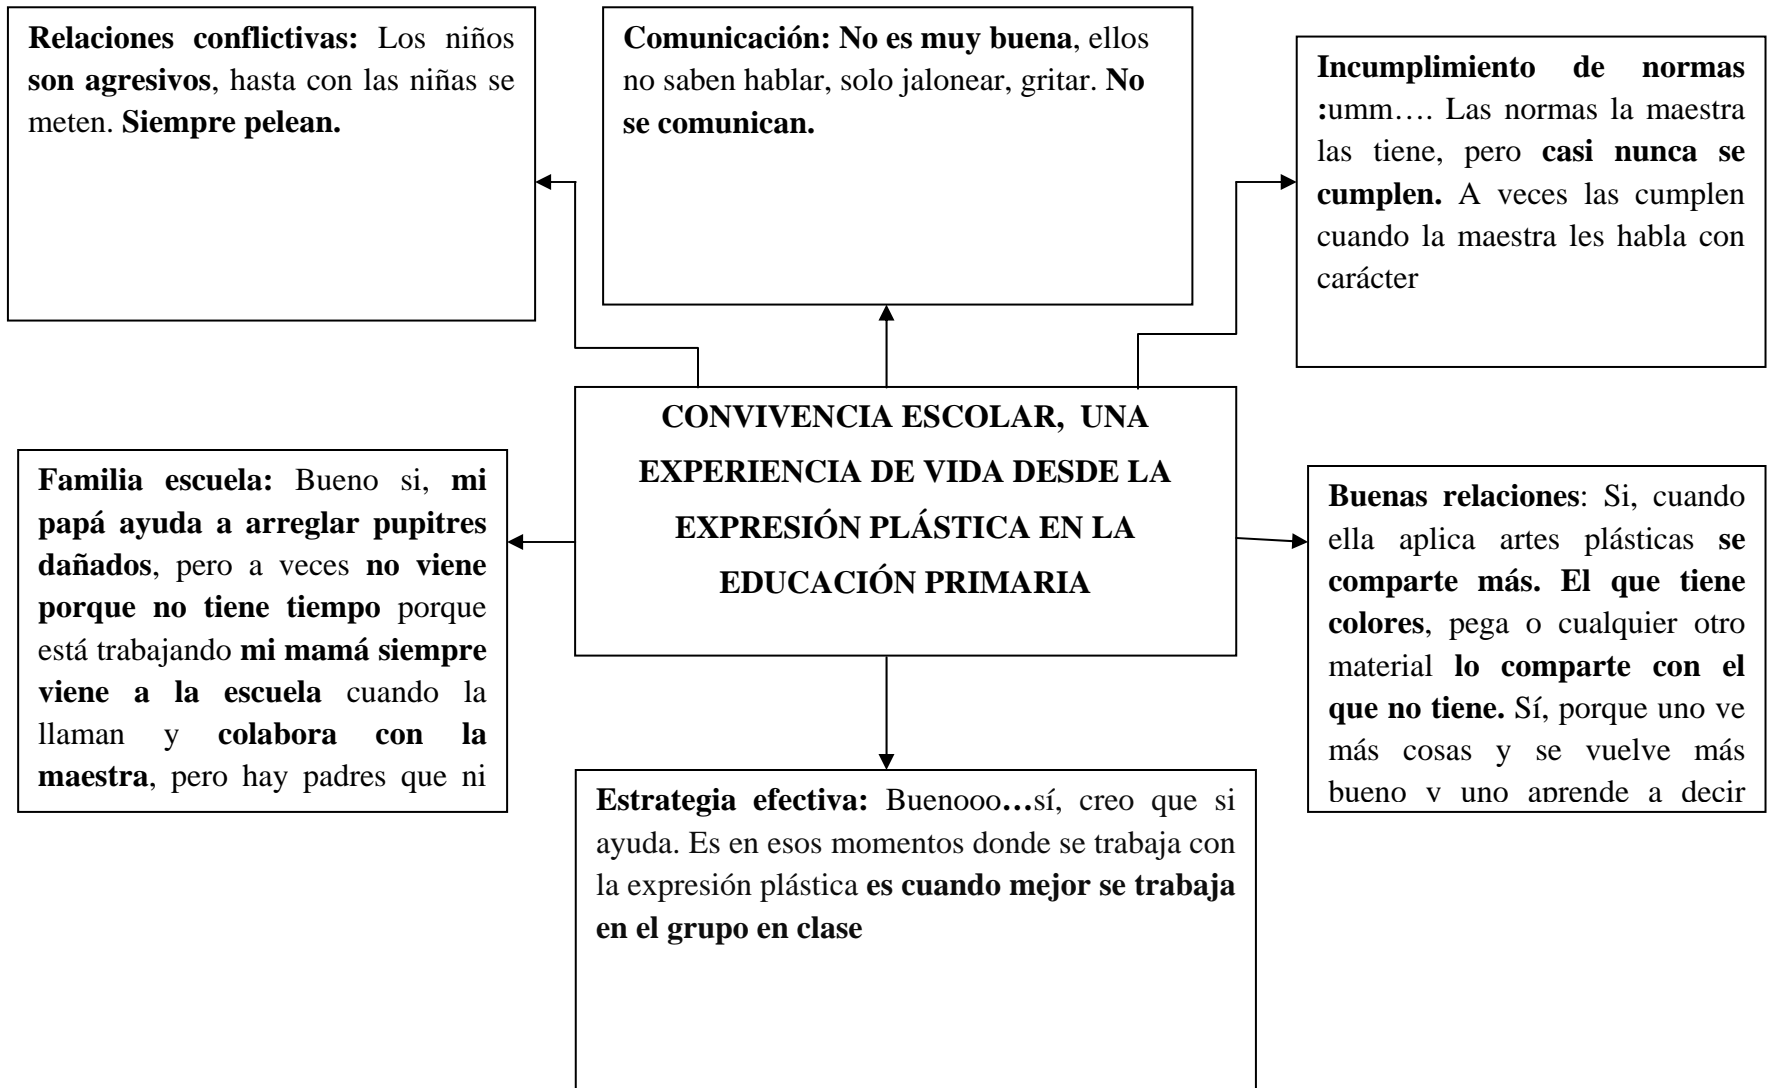 Relaciones conflictivas: Los niños
son agresivos, hasta con las niñas se
meten. Siempre pelean.
Comunicación: No es muy buena, ellos
no saben hablar, solo jalonear, gritar. No
se comunican.
Incumplimiento de normas
:umm…. Las normas la maestra
las tiene, pero casi nunca se
cumplen. A veces las cumplen
cuando la maestra les habla con
carácter
CONVIVENCIA ESCOLAR, UNA
EXPERIENCIA DE VIDA DESDE LA
EXPRESIÓN PLÁSTICA EN LA
EDUCACIÓN PRIMARIA
Familia escuela: Bueno si, mi
papá ayuda a arreglar pupitres
dañados, pero a veces no viene
porque no tiene tiempo porque
está trabajando mi mamá siempre
viene a la escuela cuando la
llaman y colabora con la
maestra, pero hay padres que ni
Buenas relaciones: Si, cuando
ella aplica artes plásticas se
comparte más. El que tiene
colores, pega o cualquier otro
material lo comparte con el
que no tiene. Sí, porque uno ve
más cosas y se vuelve más
bueno y uno aprende a decir
Estrategia efectiva: Buenooo…sí, creo que si
ayuda. Es en esos momentos donde se trabaja con
la expresión plástica es cuando mejor se trabaja
en el grupo en clase